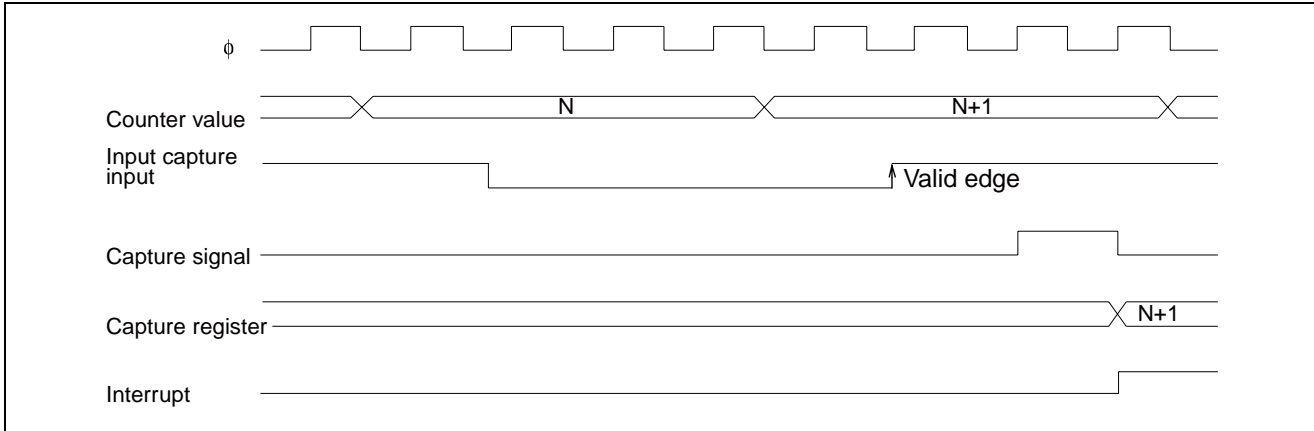 ϕ
Counter value
N
N+1
Input capture
input
Valid edge
Capture signal
Capture register
N+1
Interrupt